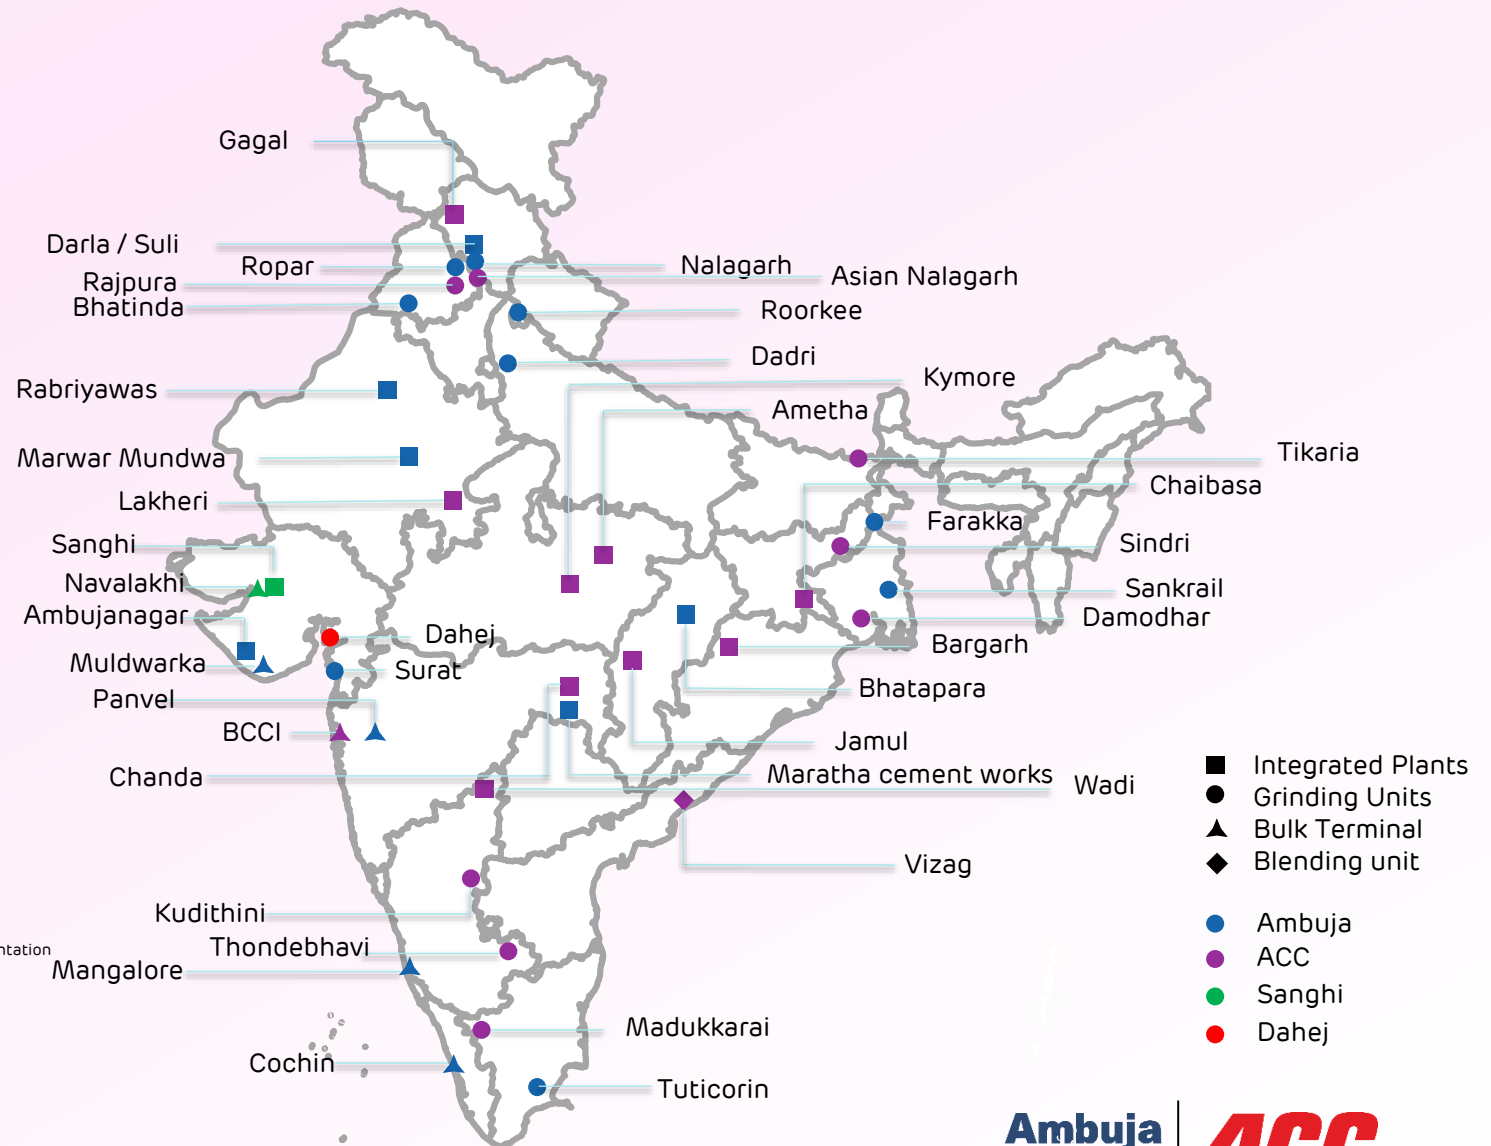 Gagal
Darla / Suli
Ropar
Rajpura
Bhatinda
Nalagarh
Asian Nalagarh
Roorkee
Dadri
Rabriyawas
Kymore
Ametha
Marwar Mundwa
Tikaria
Lakheri
Chaibasa
Farakka
Sanghi
Sindri
Navalakhi
Sankrail
Ambujanagar
Damodhar
Dahej
Bargarh
Muldwarka
Surat
Panvel
Bhatapara
BCCI
Jamul
Chanda
Maratha cement works
Wadi
Integrated Plants
Grinding Units
Bulk Terminal
Blending unit
Vizag
Kudithini
Thondebhavi
ntation
Mangalore
Ambuja
ACC
Sanghi
Dahej
Madukkarai
Cochin
Tuticorin
Ambuja
ACC